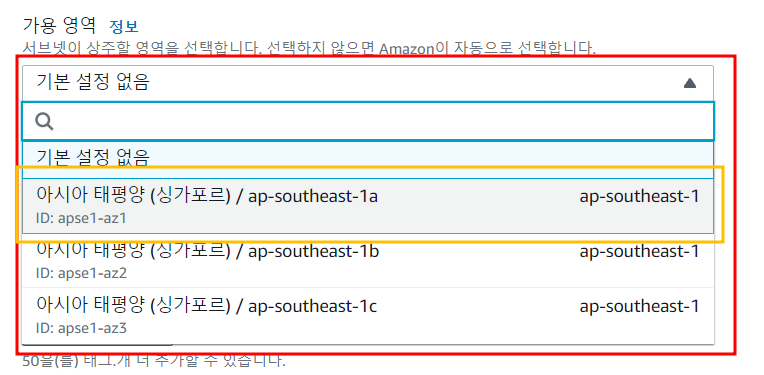 가용 영역 정보
서브넷이 상주할 영역을 선택합니다. 선택하지 않으면 Amazon이 자동으로 선택합니다.
기본 설정 없음
기본 설정 없음
아시아 태평양 (싱가포르) / ap-southeast-1a ap-southeast-1
ID: apse1-az1
아시아 태평양 (싱가포르) / ap-southeast-1b ap-southeast-1
ID: apse1-az2
아시아 태평양 (싱가포르) / ap-southeast-1c ap-southeast-1
ID: apse1-az3
50을(를) 태그.개 더 추가할 수 있습니다.